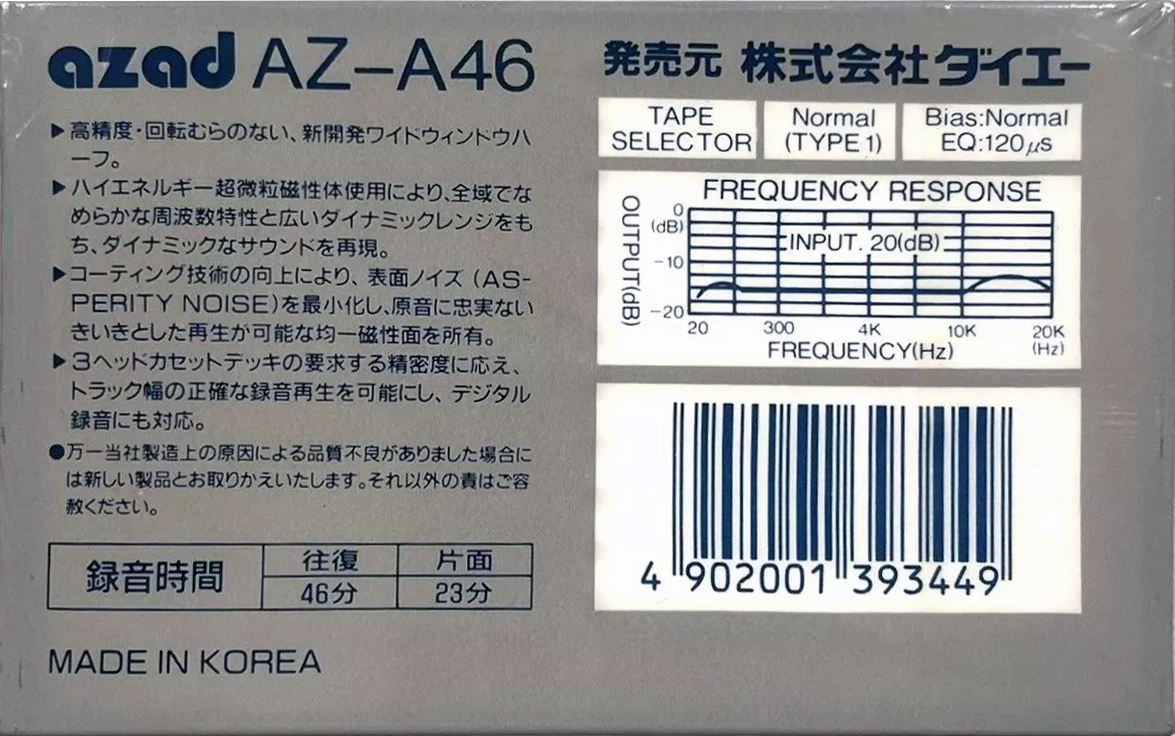 azad AZ-A46
▶高精度・回転むらのない、新開発ワイドウィンドウハ
ーフ。
▶ハイエネルギー超微粒磁性体使用により、全域でな
めらかな周波数特性と広いダイナミックレンジをも
ち、ダイナミックなサウンドを再現。
▶コーティング技術の向上により、表面ノイズ(AS-
PERITY NOISE)を最小化し、原音に忠実ない
きいきとした再生が可能な均一磁性面を所有。
▶3ヘッドカセットデッキの要求する精密度に応え、
トラック幅の正確な録音再生を可能にし、デジタル
録音にも対応。
●万一当社製造上の原因による品質不良がありました場合に
は新しい製品とお取りかえいたします。それ以外の責はご容
赦ください。
録音時間 往復 片面
46分 23分
MADE IN KOREA
発売元 株式会社ダイエー
TAPE SELECTOR
Normal (TYPE 1)
Bias:Normal EQ:120μs
FREQUENCY RESPONSE
OUTPUT(dB)
0
(dB)
INPUT. 20(dB)
-10
-20
20 300 4K 10K 20K
(Hz)
FREQUENCY(Hz)
4 902001 393449